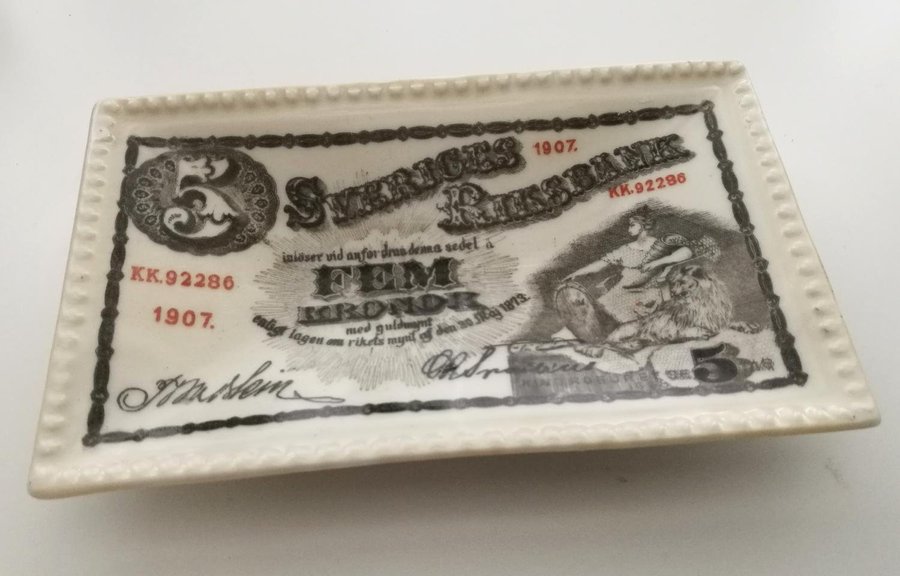 5
SVERIGES
1907.
RIKSBANK
KK.92286
inlöser vid anfordran denna sedel å
FEM
KRONOR
KK.92286
1907.
med guldmynt
enligt lagen om rikets mynt af den 30 Maj 1873.
5